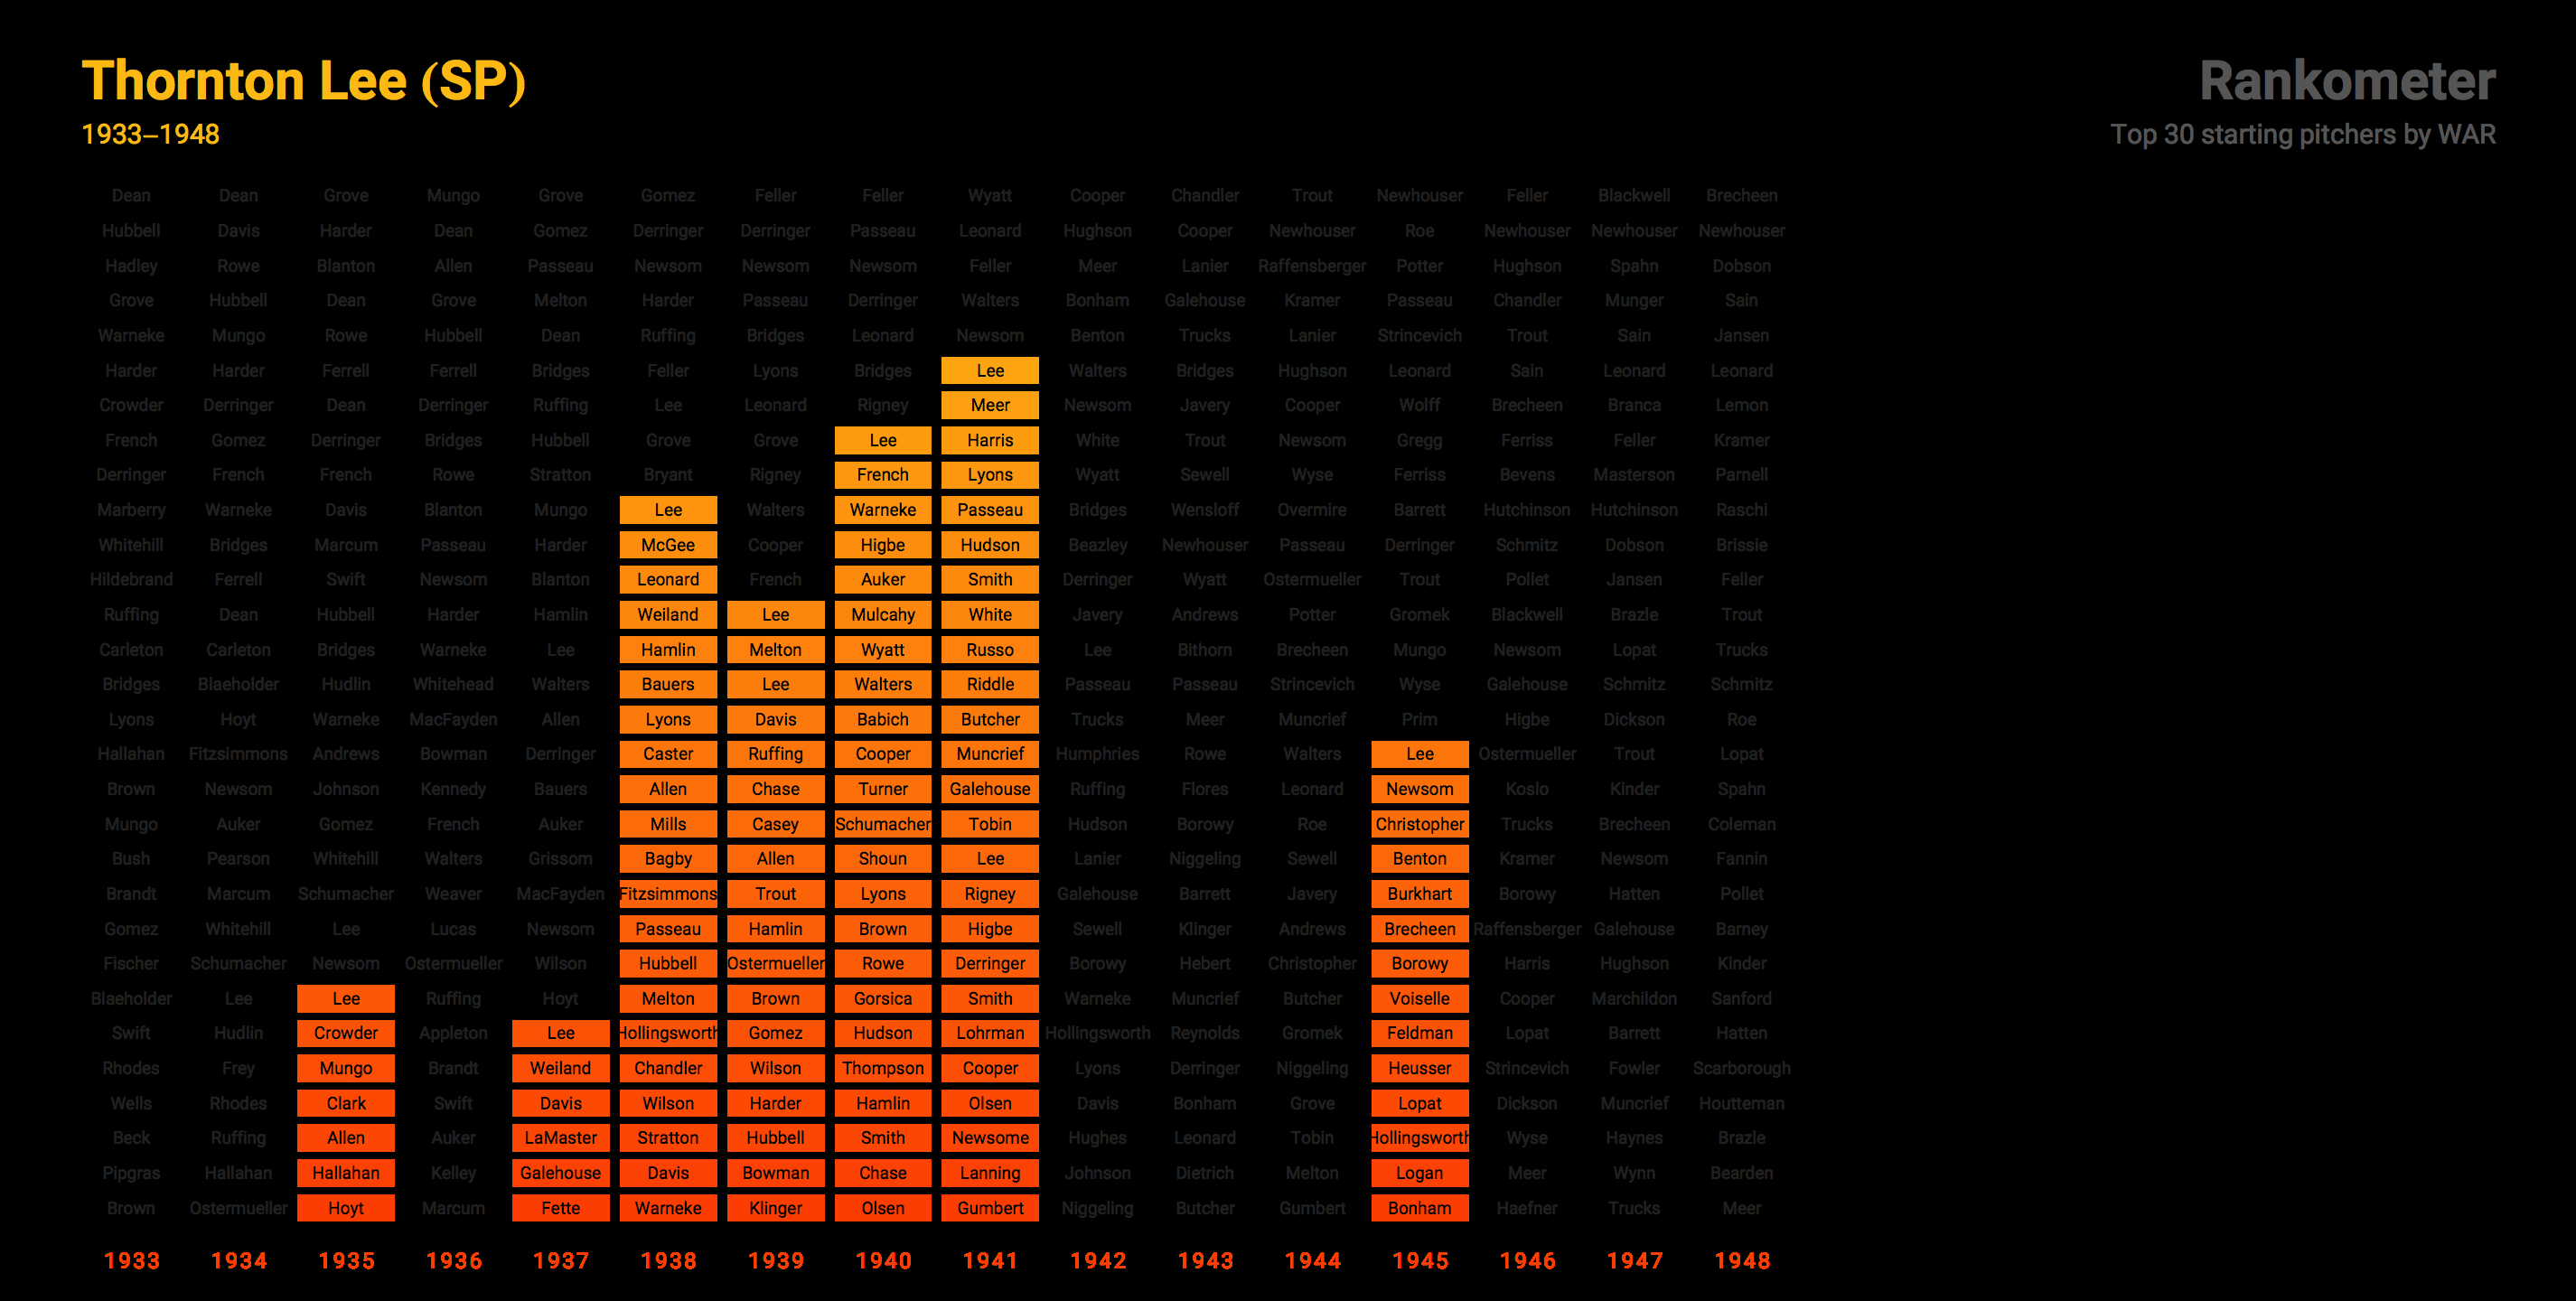 Thornton Lee (SP)
Rankometer
1933–1948
Top 30 starting pitchers by WAR
Dean Dean Grove Mungo Grove Gomez Feller Feller Wyatt Cooper Chandler Trout Newhouser Feller Blackwell Brecheen
Hubbell Davis Harder Dean Gomez Derringer Derringer Passeau Leonard Hughson Cooper Newhouser Roe Newhouser Newhouser Newhouser
Hadley Rowe Blanton Allen Passeau Newsom Newsom Newsom Feller Meer Lanier Raffensberger Potter Hughson Spahn Dobson
Grove Hubbell Dean Grove Melton Harder Passeau Derringer Walters Bonham Galehouse Kramer Passeau Chandler Munger Sain
Warneke Mungo Rowe Hubbell Dean Ruffing Bridges Leonard Newsom Benton Trucks Lanier Strincevich Trout Sain Jansen
Harder Harder Ferrell Ferrell Bridges Feller Lyons Bridges Lee Walters Bridges Hughson Leonard Sain Leonard Leonard
Crowder Derringer Dean Derringer Ruffing Lee Leonard Rigney Meer Newsom Javery Cooper Wolff Brecheen Branca Lemon
French Gomez Derringer Bridges Hubbell Grove Grove Lee Harris White Trout Newsom Gregg Ferriss Feller Kramer
Derringer French French Rowe Stratton Bryant Rigney French Lyons Wyatt Sewell Wyse Ferriss Bevens Masterson Parnell
Marberry Warneke Davis Blanton Mungo Lee Walters Warneke Passeau Bridges Wensloff Overmire Barrett Hutchinson Hutchinson Raschi
Whitehill Bridges Marcum Passeau Harder McGee Cooper Higbe Hudson Beazley Newhouser Passeau Derringer Schmitz Dobson Brissie
Hildebrand Ferrell Swift Newsom Blanton Leonard French Auker Smith Derringer Wyatt Ostermueller Trout Pollet Jansen Feller
Ruffing Dean Hubbell Harder Hamlin Weiland Lee Mulcahy White Javery Andrews Potter Gromek Blackwell Brazle Trout
Carleton Carleton Bridges Warneke Lee Hamlin Melton Wyatt Russo Lee Bithorn Brecheen Mungo Newsom Lopat Trucks
Bridges Blaeholder Hudlin Whitehead Walters Bauers Lee Walters Riddle Passeau Passeau Strincevich Wyse Galehouse Schmitz Schmitz
Lyons Hoyt Warneke MacFayden Allen Lyons Davis Babich Butcher Trucks Meer Muncrief Prim Higbe Dickson Roe
Hallahan Fitzsimmons Andrews Bowman Derringer Caster Ruffing Cooper Muncrief Humphries Rowe Walters Lee Ostermueller Trout Lopat
Brown Newsom Johnson Kennedy Bauers Allen Chase Turner Galehouse Ruffing Flores Leonard Newsom Koslo Kinder Spahn
Mungo Auker Gomez French Auker Mills Casey Schumacher Tobin Hudson Borowy Roe Christopher Trucks Brecheen Coleman
Bush Pearson Whitehill Walters Grissom Bagby Allen Shoun Lee Lanier Niggeling Sewell Benton Kramer Newsom Fannin
Brandt Marcum Schumacher Weaver MacFayden Fitzsimmons Trout Lyons Rigney Galehouse Barrett Javery Burkhart Borowy Hatten Pollet
Gomez Whitehill Lee Lucas Newsom Passeau Hamlin Brown Higbe Sewell Klinger Andrews Brecheen Raffensberger Galehouse Barney
Fischer Schumacher Newsom Ostermueller Wilson Hubbell Ostermueller Rowe Derringer Borowy Hebert Christopher Borowy Harris Hughson Kinder
Blaeholder Lee Lee Ruffing Hoyt Melton Brown Gorsica Smith Warneke Muncrief Butcher Voiselle Cooper Marchildon Sanford
Swift Hudlin Crowder Appleton Lee Hollingsworth Gomez Hudson Lohrman Hollingsworth Reynolds Gromek Feldman Lopat Barrett Hatten
Rhodes Frey Mungo Brandt Weiland Chandler Wilson Thompson Cooper Lyons Derringer Niggeling Heusser Strincevich Fowler Scarborough
Wells Rhodes Clark Swift Davis Wilson Harder Hamlin Olsen Davis Bonham Grove Lopat Dickson Muncrief Houtteman
Beck Ruffing Allen Auker LaMaster Stratton Hubbell Smith Newsome Hughes Leonard Tobin Hollingsworth Wyse Haynes Brazle
Pipgras Hallahan Hallahan Kelley Galehouse Davis Bowman Chase Lanning Johnson Dietrich Melton Logan Meer Wynn Bearden
Brown Ostermueller Hoyt Marcum Fette Warneke Klinger Olsen Gumbert Niggeling Butcher Gumbert Bonham Haefner Trucks Meer
1933 1934 1935 1936 1937 1938 1939 1940 1941 1942 1943 1944 1945 1946 1947 1948